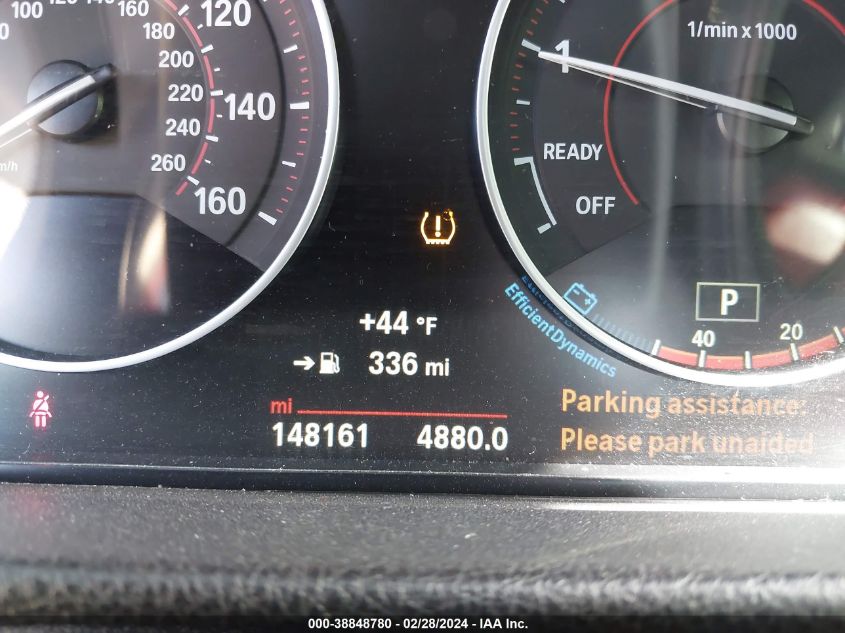 100 120 140 160 120
180
200
220 140
240
260
160
1/min x 1000
1
READY
OFF
P
EfficientDynamics
40 20
+44 °F
336 mi
mi
148161 4880.0
Parking assistance:
Please park unaided
000-38848780 - 02/28/2024 - IAA Inc.